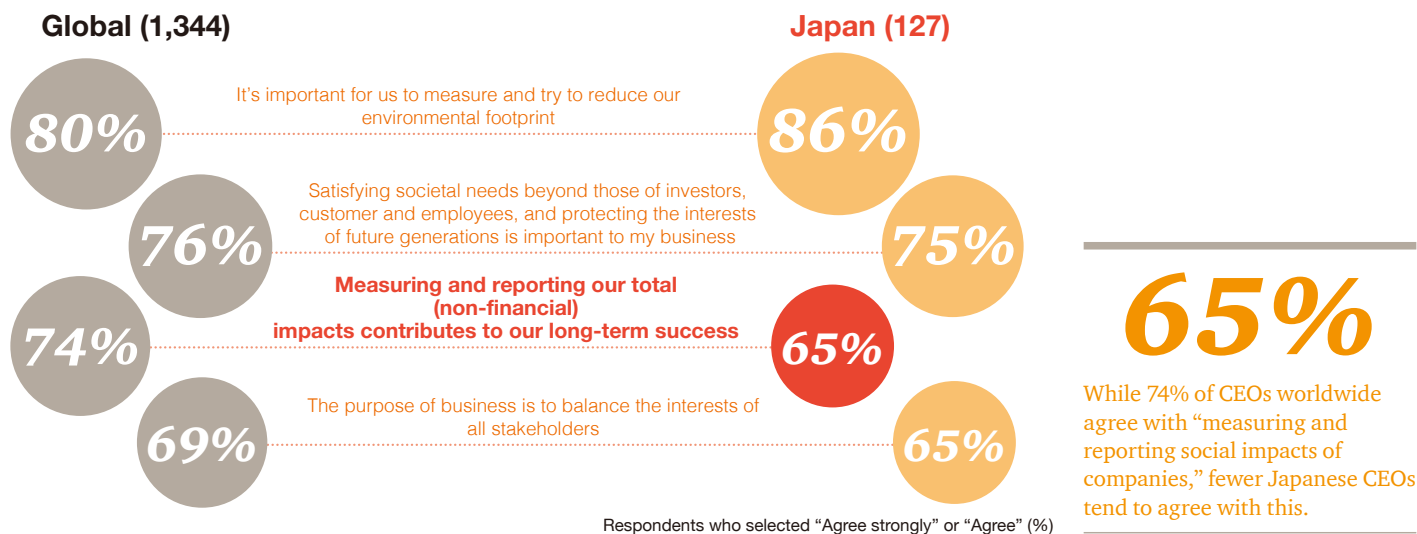 Global (1,344)
Japan (127)
80%
It's important for us to measure and try to reduce our
environmental footprint
86%
76%
Satisfying societal needs beyond those of investors,
customer and employees, and protecting the interests
of future generations is important to my business
75%
74%
Measuring and reporting our total
(non-financial)
impacts contributes to our long-term success
65%
69%
The purpose of business is to balance the interests of
all stakeholders
65%
Respondents who selected “Agree strongly” or “Agree” (%)
65%
While 74% of CEOs worldwide
agree with “measuring and
reporting social impacts of
companies,” fewer Japanese CEOs
tend to agree with this.